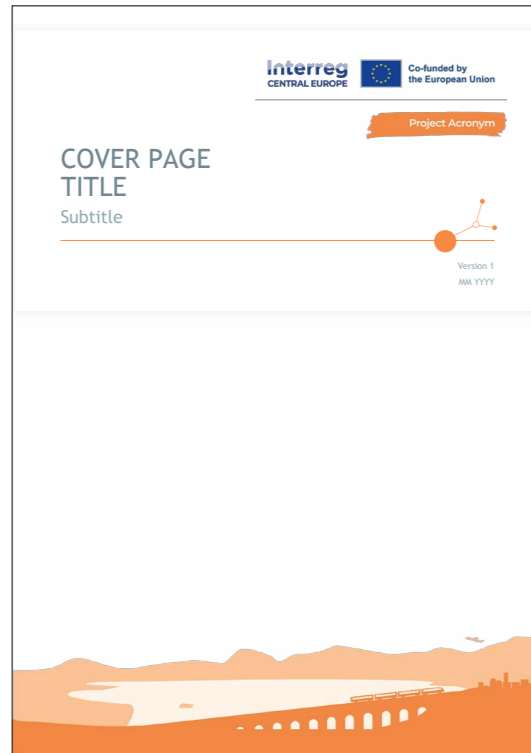 Interreg
CENTRAL EUROPE
Co-funded by
the European Union
Project Acronym
COVER PAGE
TITLE
Subtitle
Version 1
MM YYYY